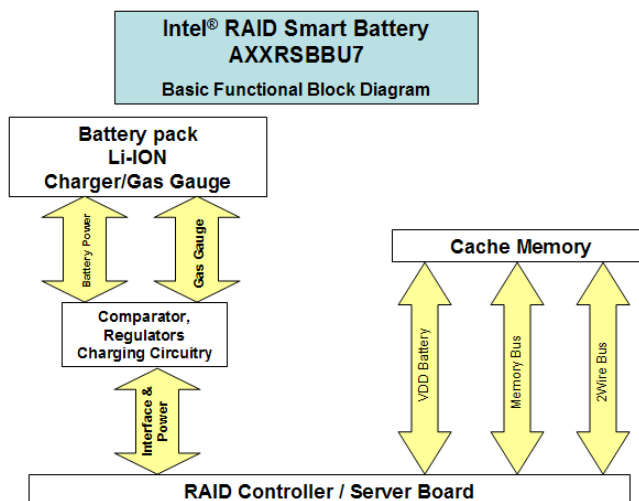 Intel® RAID Smart Battery
AXXRSBBU7
Basic Functional Block Diagram
Battery pack
Li-ION
Charger/Gas Gauge
Battery Power
Gas Gauge
Cache Memory
Comparator,
Regulators
Charging Circuitry
VDD Battery
Memory Bus
2Wire Bus
Interface &
Power
RAID Controller / Server Board